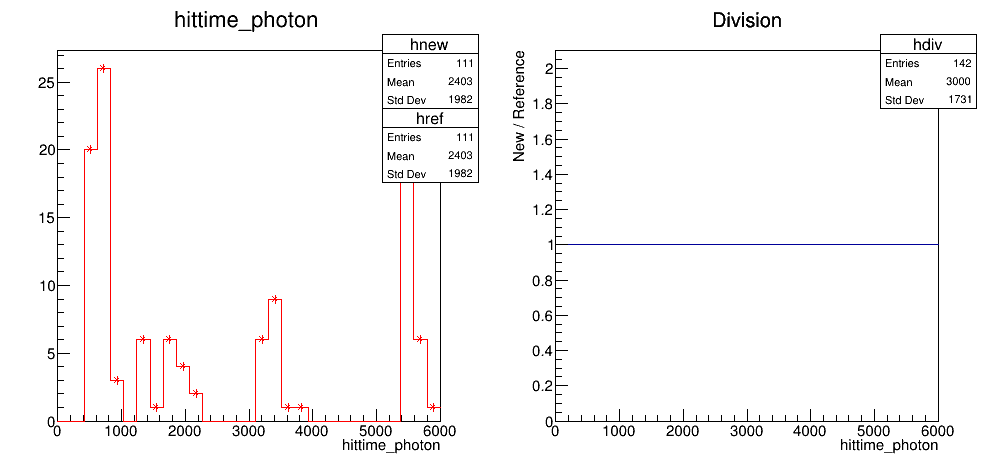 hittime_photon
hnew
Entries 111
Mean 2403
Std Dev 1982
href
Entries 111
Mean 2403
Std Dev 1982
25
20
15
10
5
0
0 1000 2000 3000 4000 5000 6000
hittime_photon
Division
hdiv
Entries 142
Mean 3000
Std Dev 1731
New / Reference
2
1.8
1.6
1.4
1.2
1
0.8
0.6
0.4
0.2
0
0 1000 2000 3000 4000 5000 6000
hittime_photon